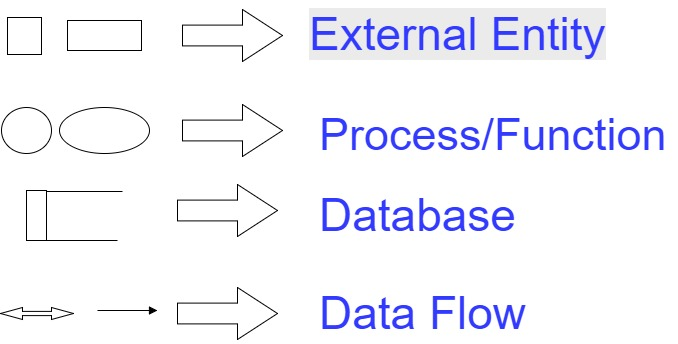 External Entity
Process/Function
Database
Data Flow